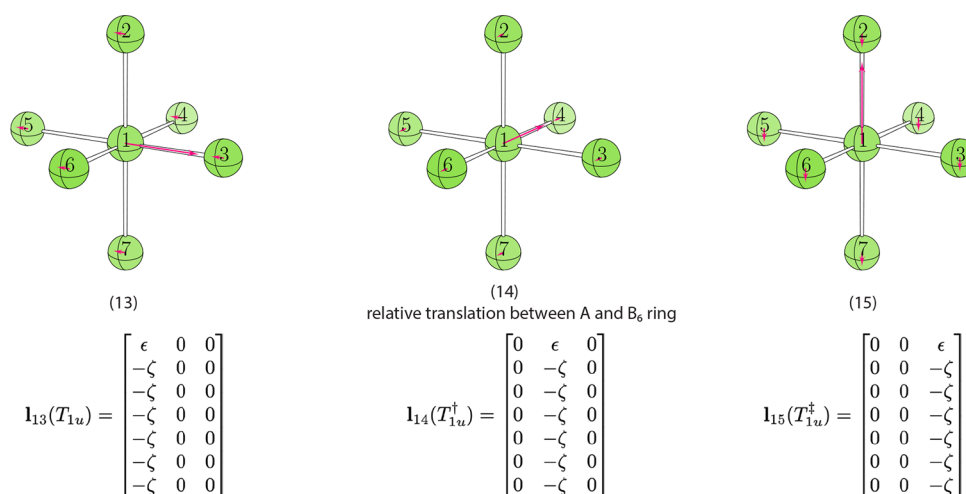 2
2
2
5
1
4
5
1
4
5
1
4
6
3
6
3
6
3
7
7
7
(13)
(14)
(15)
relative translation between A and B₆ ring
l₁₃(T₁ᵤ) = [ϵ 0 0
−ζ 0 0
−ζ 0 0
−ζ 0 0
−ζ 0 0
−ζ 0 0
−ζ 0 0]
l₁₄(T₁ᵤ†) = [0 ϵ 0
0 −ζ 0
0 −ζ 0
0 −ζ 0
0 −ζ 0
0 −ζ 0
0 −ζ 0]
l₁₅(T₁ᵤ‡) = [0 0 ϵ
0 0 −ζ
0 0 −ζ
0 0 −ζ
0 0 −ζ
0 0 −ζ
0 0 −ζ]